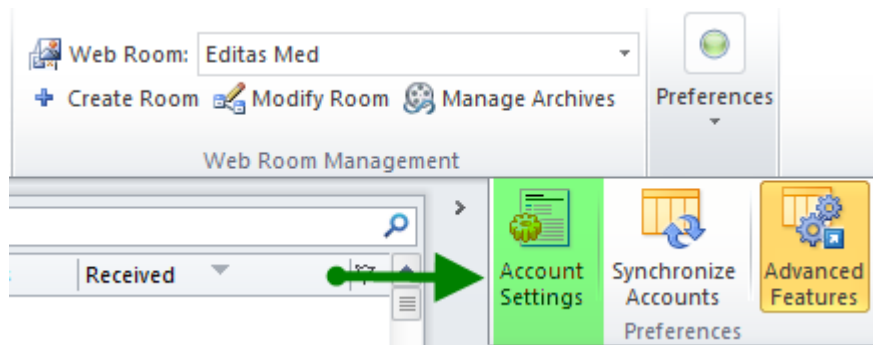 Web Room: Editas Med
Create Room Modify Room Manage Archives
Preferences
Web Room Management
Received
Account Settings
Synchronize Accounts
Advanced Features
Preferences